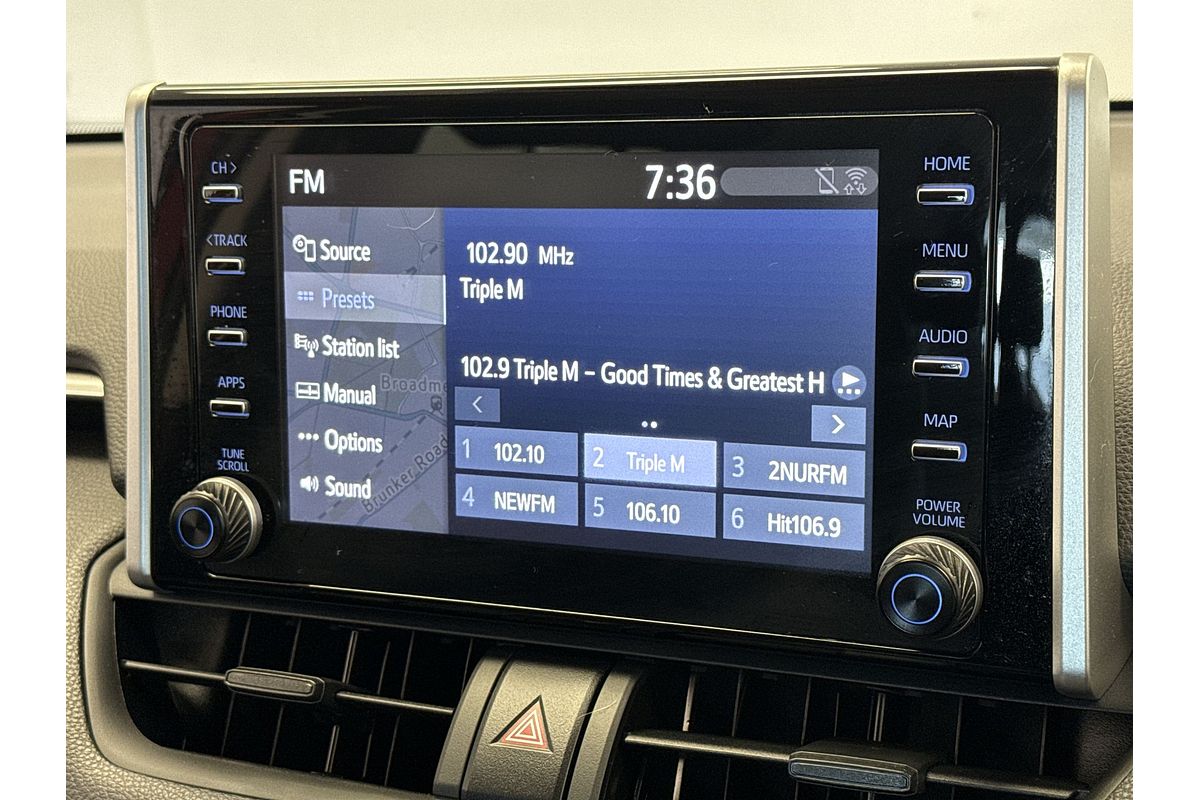 CH >
< TRACK
PHONE
APPS
TUNE
SCROLL
FM
7:36
Source
Presets
Station list
Manual
Options
Sound
Brunker Road
102.90 MHz
Triple M
102.9 Triple M – Good Times & Greatest H
<
>
1 102.10
2 Triple M
3 2NURFM
4 NEWFM
5 106.10
6 Hit106.9
HOME
MENU
AUDIO
MAP
POWER
VOLUME